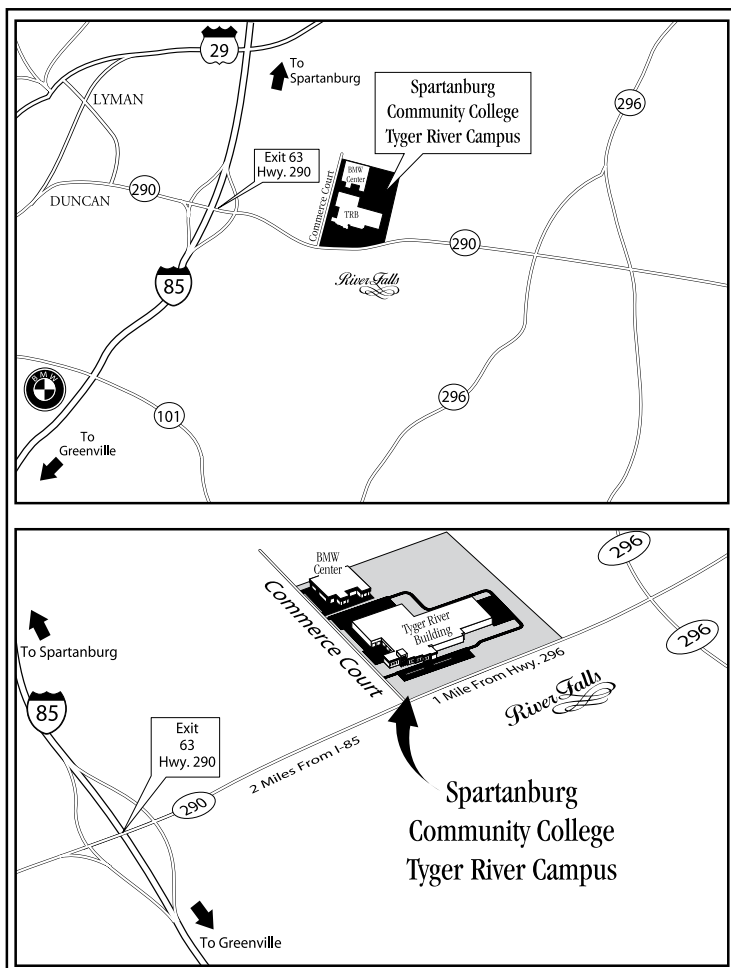 29
To
Spartanburg
Spartanburg
Community College
Tyger River Campus
296
LYMAN
Exit 63
Hwy. 290
290
DUNCAN
Commerce Court
BMW
Center
TRB
290
River Falls
85
BMW
296
101
To
Greenville
296
BMW
Center
Commerce Court
Tyger River
Building
296
To Spartanburg
1 Mile From Hwy. 296
River Falls
85
Exit
63
Hwy. 290
2 Miles From I-85
290
Spartanburg
Community College
Tyger River Campus
To Greenville